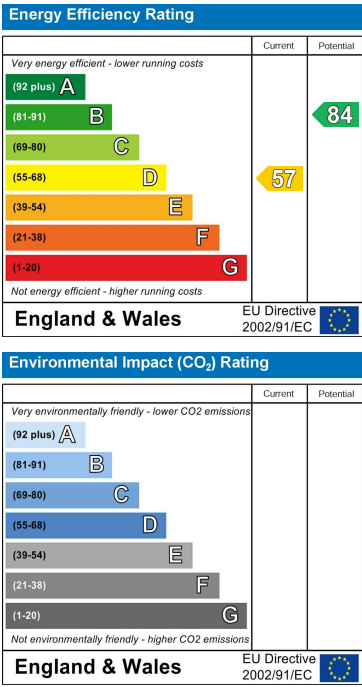 Energy Efficiency Rating
Current Potential
Very energy efficient - lower running costs
(92 plus) A
(81-91) B
84
(69-80) C
(55-68) D
57
(39-54) E
(21-38) F
(1-20) G
Not energy efficient - higher running costs
England & Wales
EU Directive
2002/91/EC
Environmental Impact (CO₂) Rating
Current Potential
Very environmentally friendly - lower CO2 emissions
(92 plus) A
(81-91) B
(69-80) C
(55-68) D
(39-54) E
(21-38) F
(1-20) G
Not environmentally friendly - higher CO2 emissions
England & Wales
EU Directive
2002/91/EC